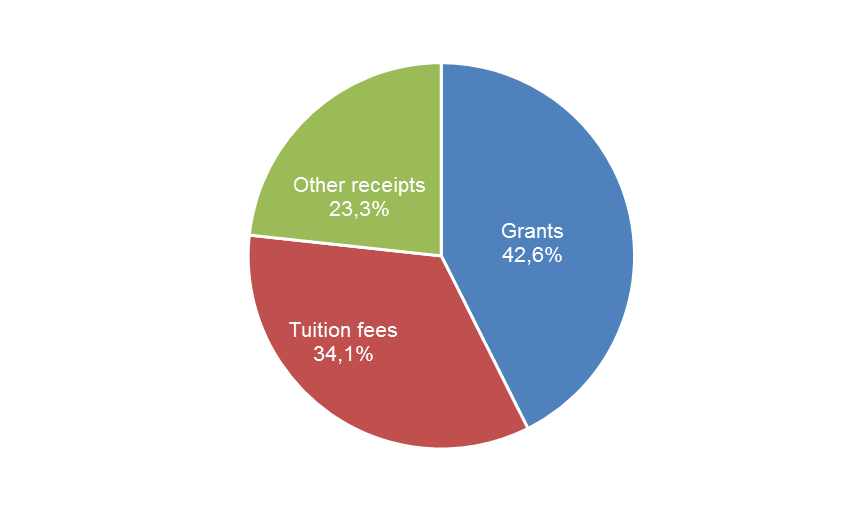 Other receipts
23,3%
Grants
42,6%
Tuition fees
34,1%